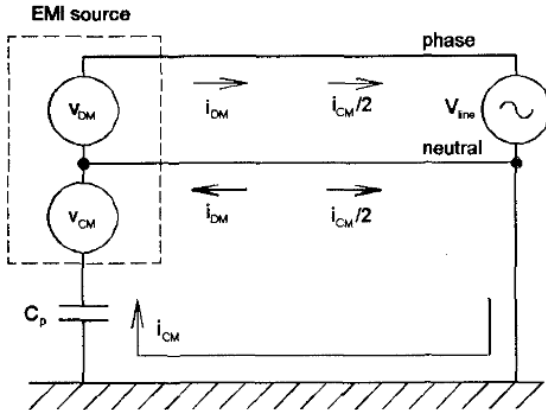 EMI source
phase
V_DM
i_DM
i_CM/2
V_line
neutral
V_CM
i_DM
i_CM/2
C_p
i_CM